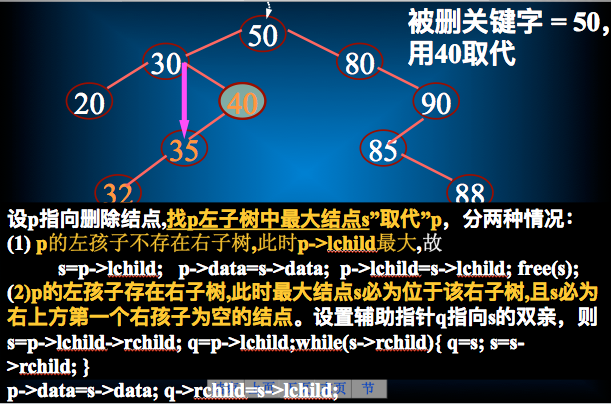 被删关键字 = 50，
用40取代
50
30
80
20
40
90
35
85
32
88
设p指向删除结点,找p左子树中最大结点s”取代”p，分两种情况：
(1) p的左孩子不存在右子树,此时p->lchild最大,故
s=p->lchild; p->data=s->data; p->lchild=s->lchild; free(s);
(2)p的左孩子存在右子树,此时最大结点s必为位于该右子树,且s必为
右上方第一个右孩子为空的结点。设置辅助指针q指向s的双亲，则
s=p->lchild->rchild; q=p->lchild;while(s->rchild){ q=s; s=s-
>rchild; }
p->data=s->data; q->rchild=s->lchild;
上页
页
节